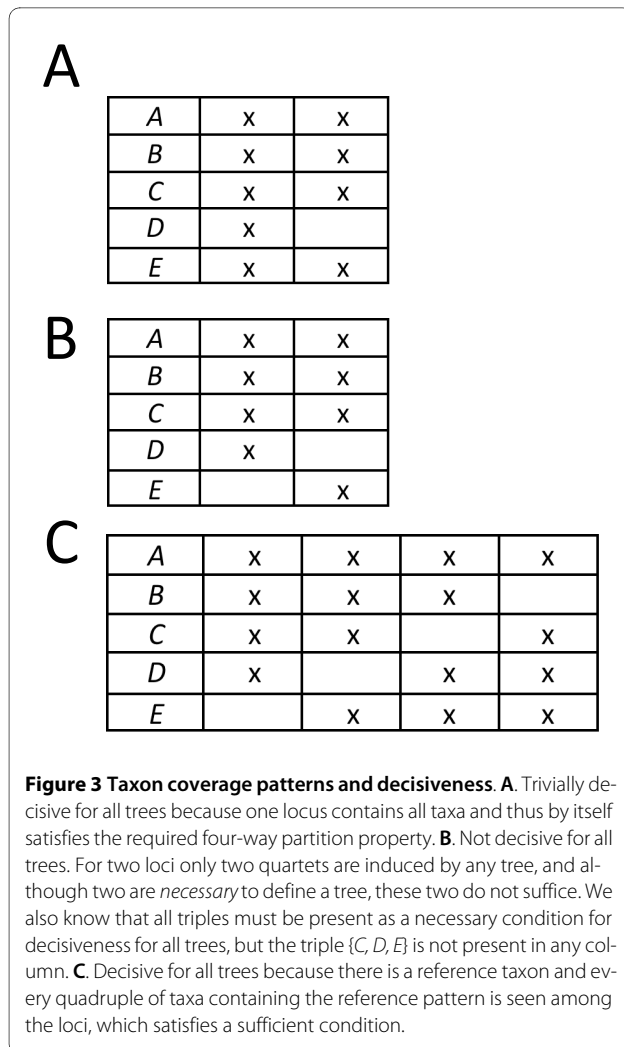 A
A x x
B x x
C x x
D x
E x x
B
A x x
B x x
C x x
D x
E x
C
A x x x x
B x x x
C x x x
D x x x
E x x x
Figure 3 Taxon coverage patterns and decisiveness. A. Trivially de-
cisive for all trees because one locus contains all taxa and thus by itself
satisfies the required four-way partition property. B. Not decisive for all
trees. For two loci only two quartets are induced by any tree, and al-
though two are necessary to define a tree, these two do not suffice. We
also know that all triples must be present as a necessary condition for
decisiveness for all trees, but the triple {C, D, E} is not present in any col-
umn. C. Decisive for all trees because there is a reference taxon and ev-
ery quadruple of taxa containing the reference pattern is seen among
the loci, which satisfies a sufficient condition.